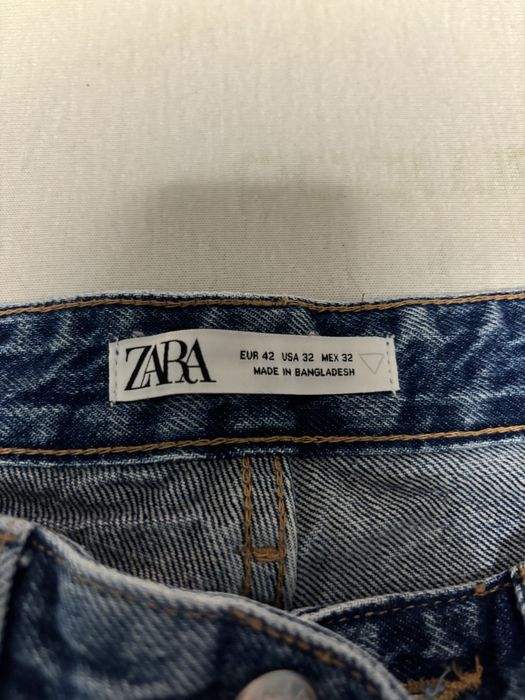 ZARA
EUR 42 USA 32 MEX 32
MADE IN BANGLADESH